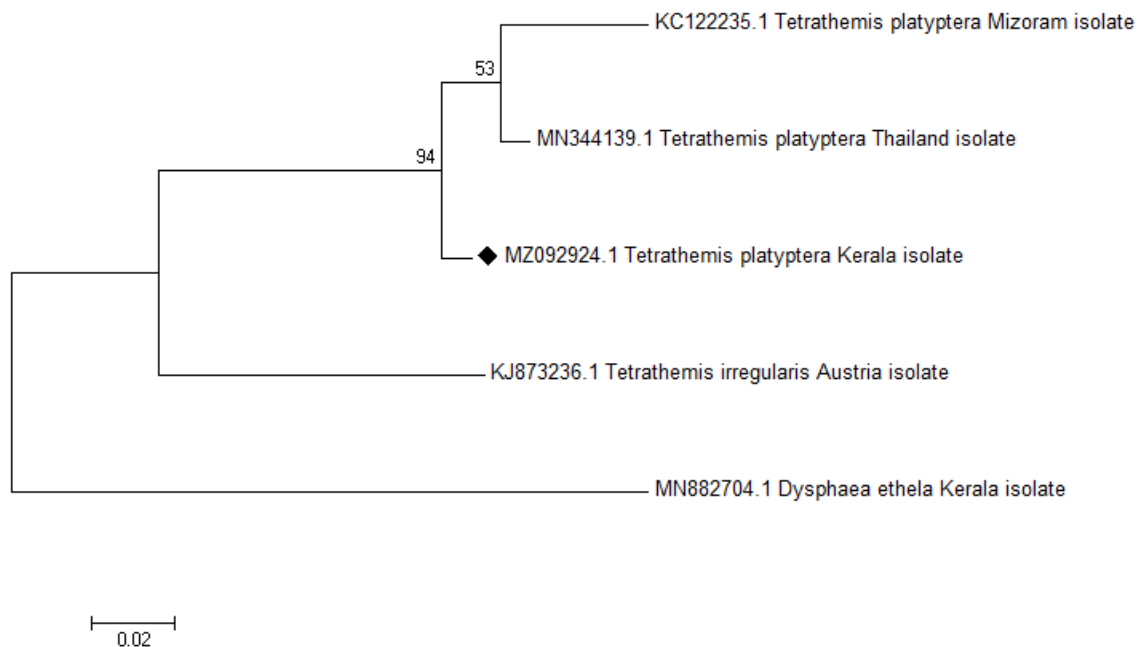 KC122235.1 Tetrathemis platyptera Mizoram isolate
53
MN344139.1 Tetrathemis platyptera Thailand isolate
94
MZ092924.1 Tetrathemis platyptera Kerala isolate
KJ873236.1 Tetrathemis irregularis Austria isolate
MN882704.1 Dysphaea ethela Kerala isolate
0.02